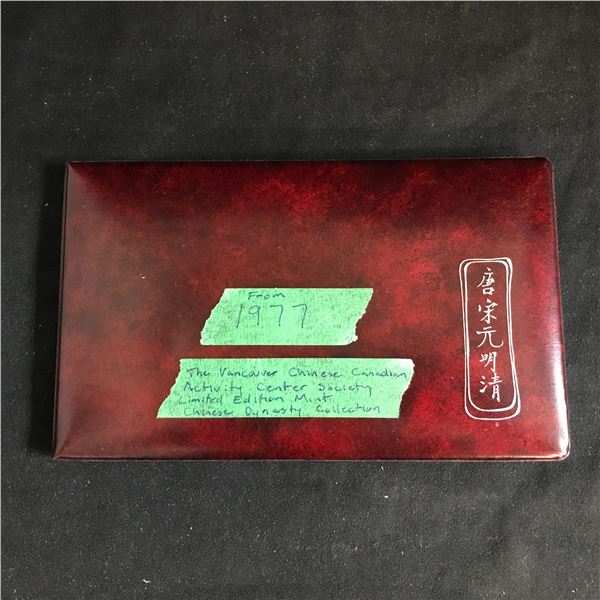 From
1977
The Vancouver Chinese Canadian
Activity Center Society
Limited Edition Mint
Chinese Dynasty Collection
唐宋元明清